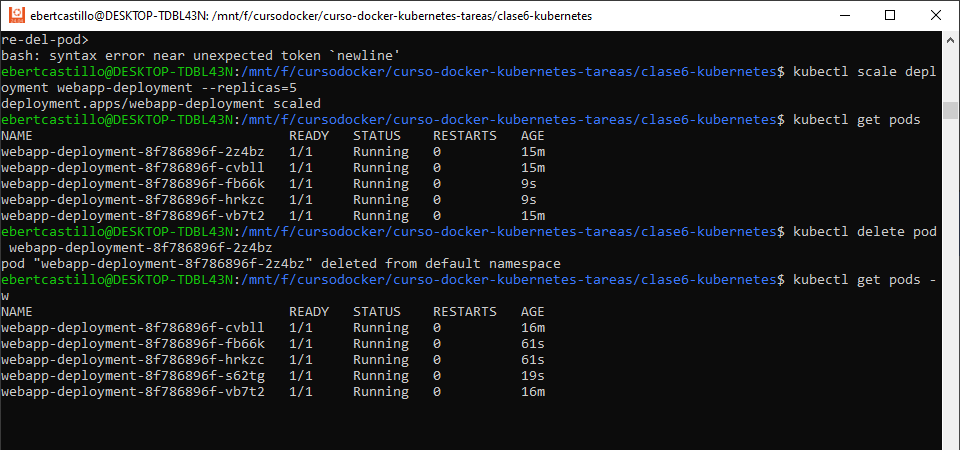 ebertcastillo@DESKTOP-TDBL43N: /mnt/f/cursodocker/curso-docker-kubernetes-tareas/clase6-kubernetes
re-del-pod>
bash: syntax error near unexpected token `newline'
ebertcastillo@DESKTOP-TDBL43N:/mnt/f/cursodocker/curso-docker-kubernetes-tareas/clase6-kubernetes$ kubectl scale depl
oyment webapp-deployment --replicas=5
deployment.apps/webapp-deployment scaled
ebertcastillo@DESKTOP-TDBL43N:/mnt/f/cursodocker/curso-docker-kubernetes-tareas/clase6-kubernetes$ kubectl get pods
NAME                                READY   STATUS    RESTARTS   AGE
webapp-deployment-8f786896f-2z4bz   1/1     Running   0          15m
webapp-deployment-8f786896f-cvbll   1/1     Running   0          15m
webapp-deployment-8f786896f-fb66k   1/1     Running   0          9s
webapp-deployment-8f786896f-hrkzc   1/1     Running   0          9s
webapp-deployment-8f786896f-vb7t2   1/1     Running   0          15m
ebertcastillo@DESKTOP-TDBL43N:/mnt/f/cursodocker/curso-docker-kubernetes-tareas/clase6-kubernetes$ kubectl delete pod
 webapp-deployment-8f786896f-2z4bz
pod "webapp-deployment-8f786896f-2z4bz" deleted from default namespace
ebertcastillo@DESKTOP-TDBL43N:/mnt/f/cursodocker/curso-docker-kubernetes-tareas/clase6-kubernetes$ kubectl get pods -
w
NAME                                READY   STATUS    RESTARTS   AGE
webapp-deployment-8f786896f-cvbll   1/1     Running   0          16m
webapp-deployment-8f786896f-fb66k   1/1     Running   0          61s
webapp-deployment-8f786896f-hrkzc   1/1     Running   0          61s
webapp-deployment-8f786896f-s62tg   1/1     Running   0          19s
webapp-deployment-8f786896f-vb7t2   1/1     Running   0          16m